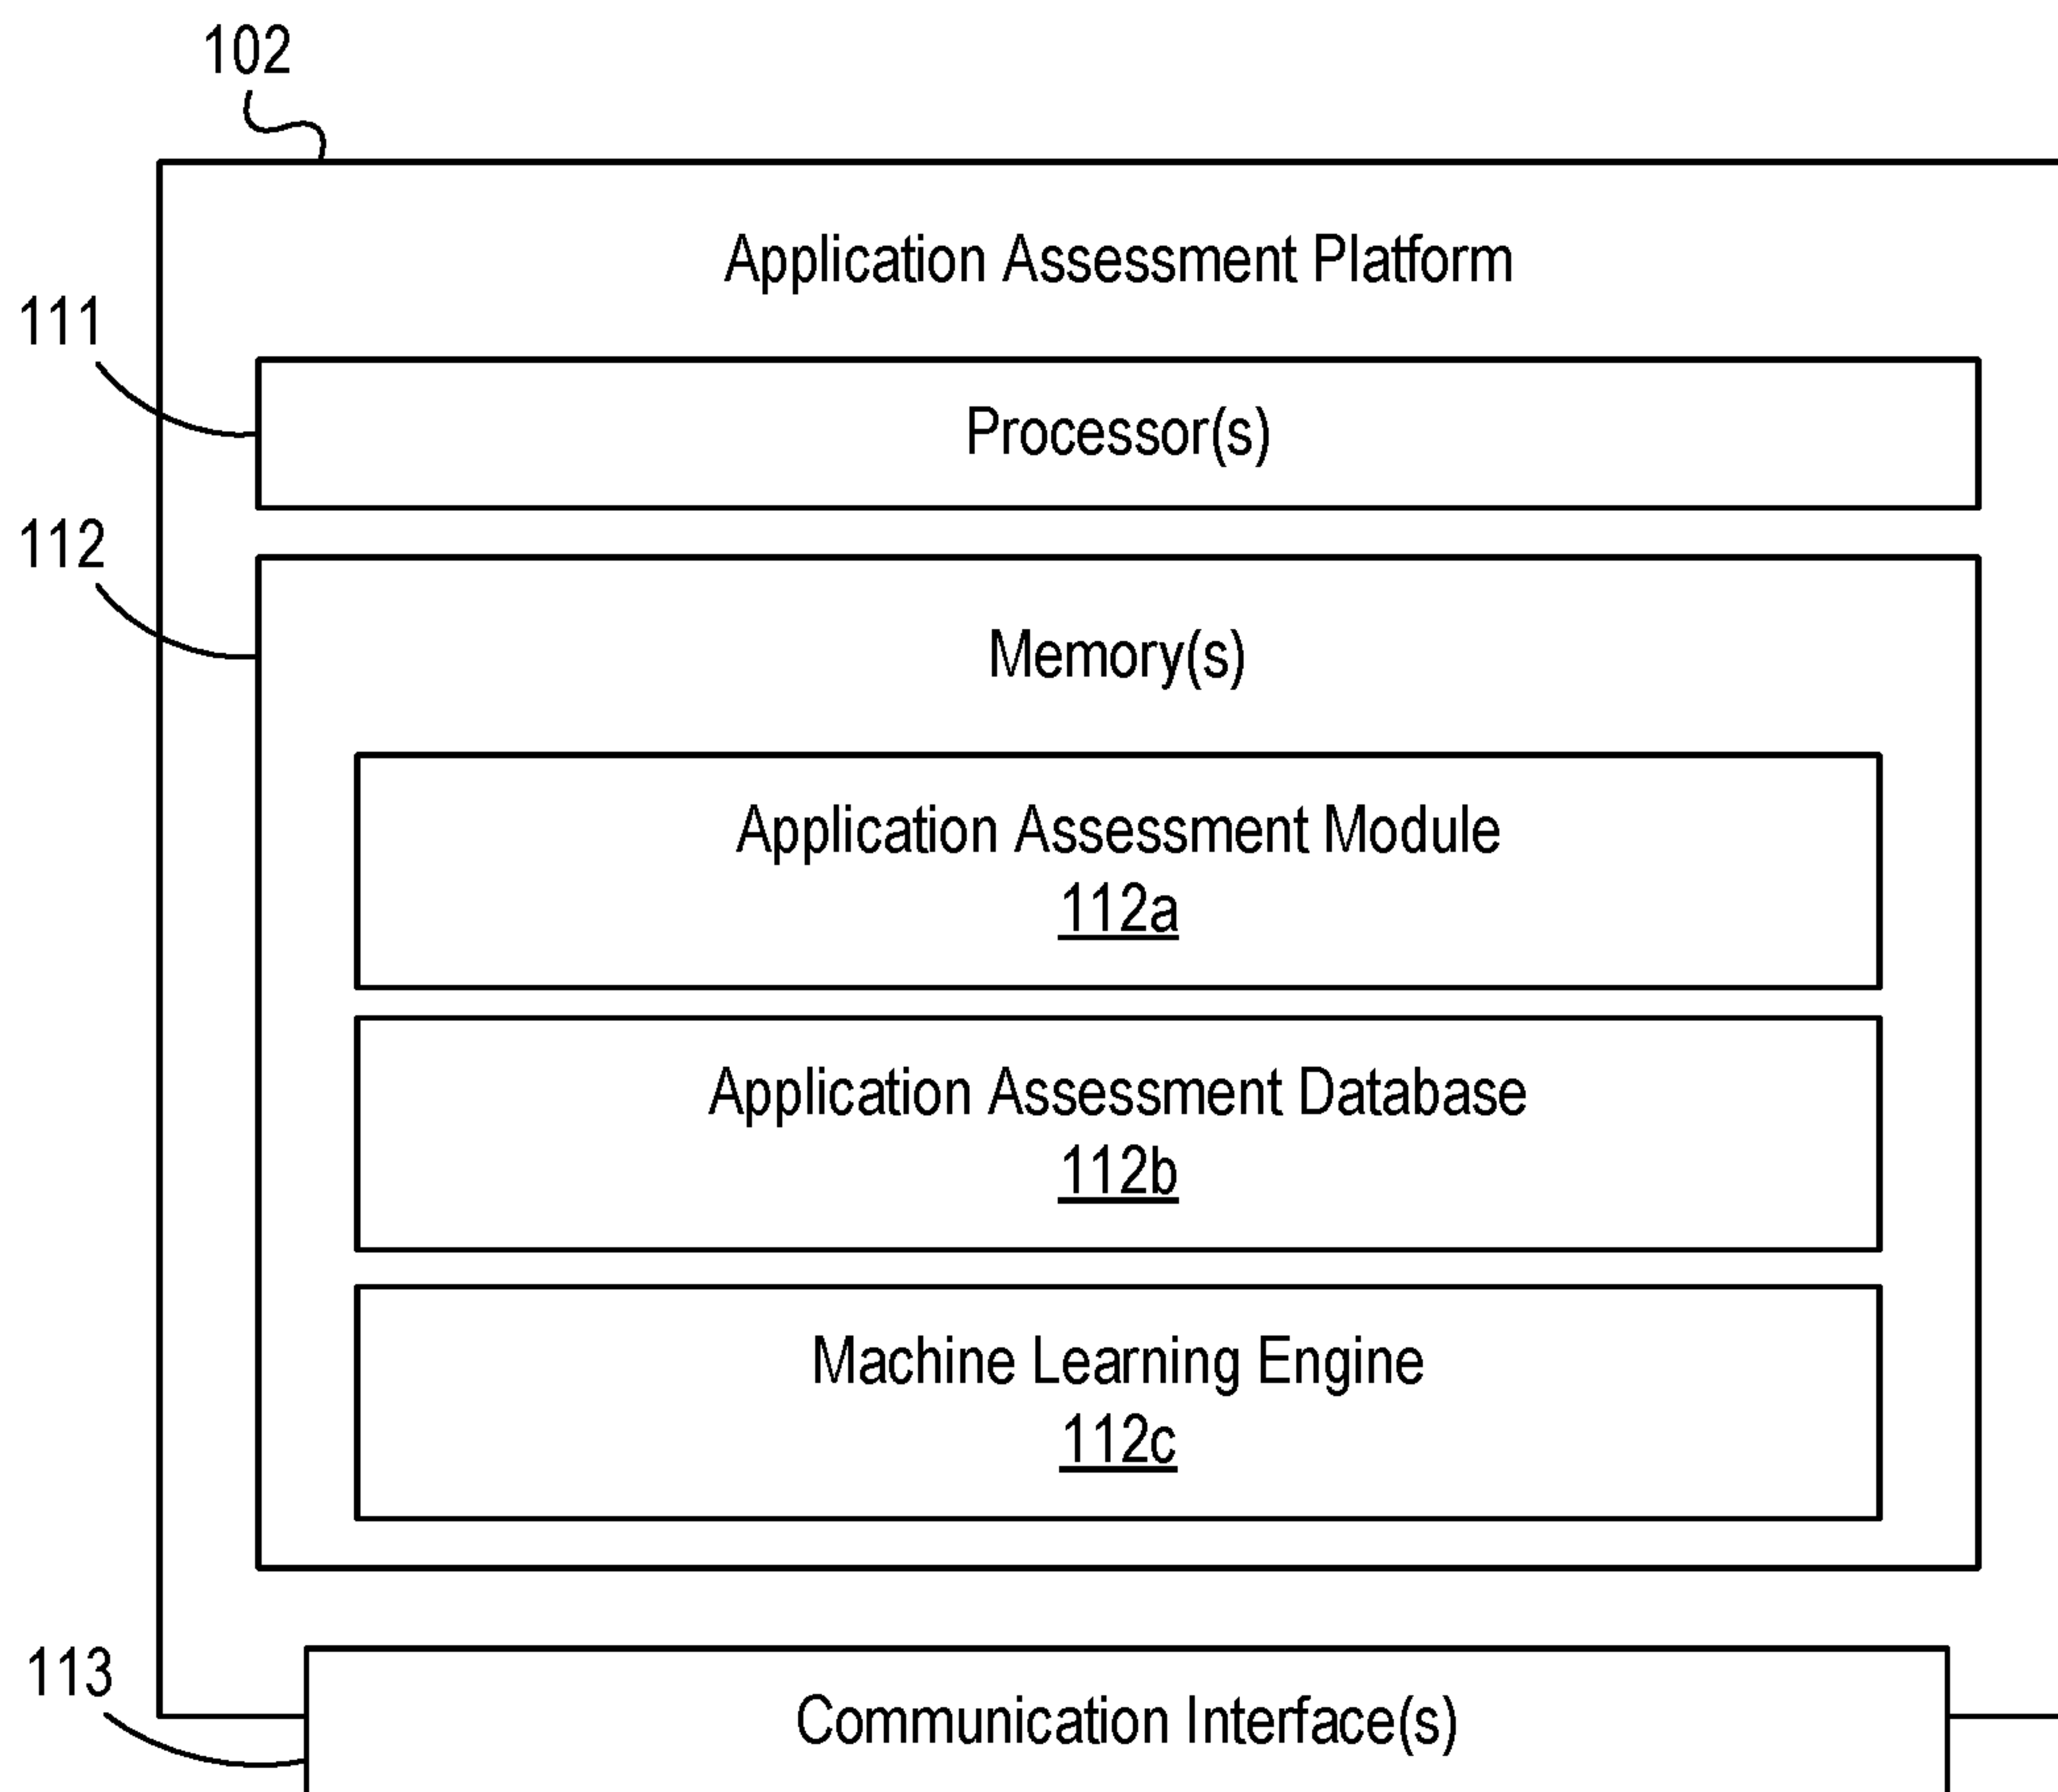 102
Application Assessment Platform
111
Processor(s)
112
Memory(s)
Application Assessment Module
112a
Application Assessment Database
112b
Machine Learning Engine
112c
113
Communication Interface(s)